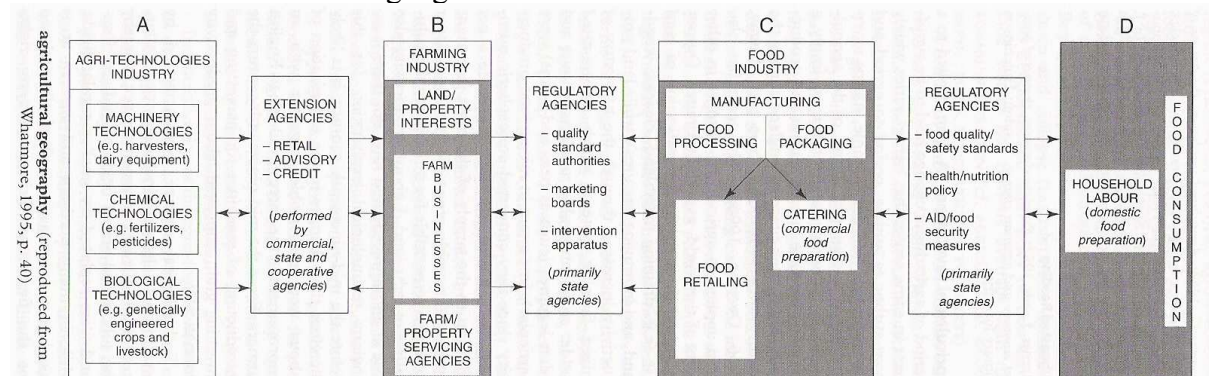 agricultural geography (reproduced from
Whatmore, 1995, p. 40)
A
AGRI-TECHNOLOGIES
INDUSTRY
MACHINERY
TECHNOLOGIES
(e.g. harvesters,
dairy equipment)
CHEMICAL
TECHNOLOGIES
(e.g. fertilizers,
pesticides)
BIOLOGICAL
TECHNOLOGIES
(e.g. genetically
engineered
crops and
livestock)
EXTENSION
AGENCIES
– RETAIL
– ADVISORY
– CREDIT
(performed
by
commercial,
state and
cooperative
agencies)
B
FARMING
INDUSTRY
LAND/
PROPERTY
INTERESTS
FARM
BUSINESSES
FARM/
PROPERTY
SERVICING
AGENCIES
REGULATORY
AGENCIES
– quality
standard
authorities
– marketing
boards
– intervention
apparatus
(primarily
state
agencies)
C
FOOD
INDUSTRY
MANUFACTURING
FOOD
PROCESSING
FOOD
PACKAGING
FOOD
RETAILING
CATERING
(commercial
food
preparation)
REGULATORY
AGENCIES
– food quality/
safety standards
– health/nutrition
policy
– AID/food
security
measures
(primarily
state
agencies)
D
HOUSEHOLD
LABOUR
(domestic
food
preparation)
FOOD CONSUMPTION